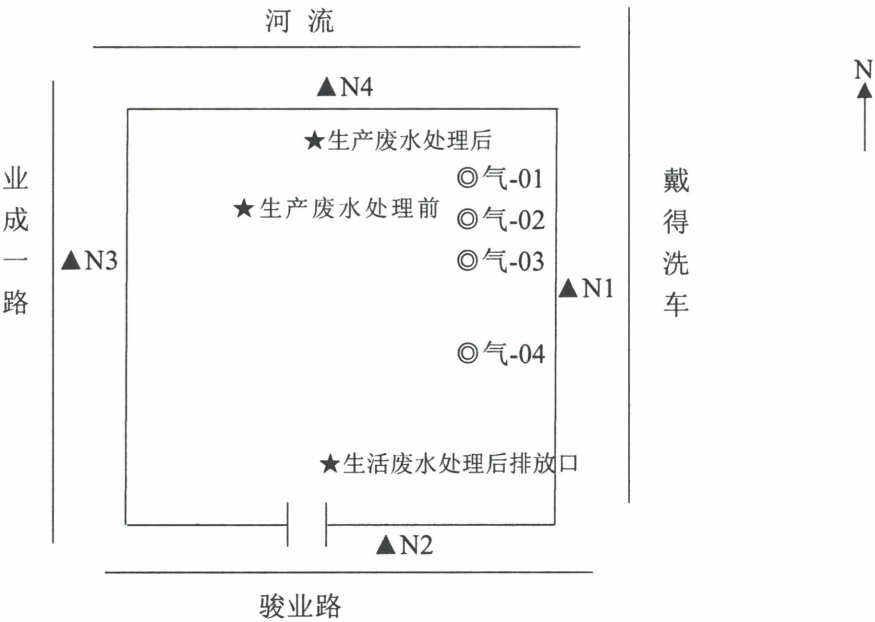 河流
N
▲N4
★生产废水处理后
◎气-01
★生产废水处理前
◎气-02
◎气-03
▲N3
▲N1
业成一路
戴得洗车
◎气-04
★生活废水处理后排放口
▲N2
骏业路